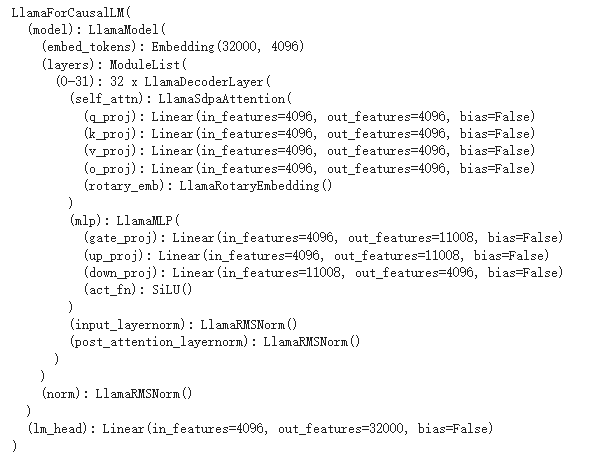 LlamaForCausalLM(
  (model): LlamaModel(
    (embed_tokens): Embedding(32000, 4096)
    (layers): ModuleList(
      (0-31): 32 x LlamaDecoderLayer(
        (self_attn): LlamaSdpaAttention(
          (q_proj): Linear(in_features=4096, out_features=4096, bias=False)
          (k_proj): Linear(in_features=4096, out_features=4096, bias=False)
          (v_proj): Linear(in_features=4096, out_features=4096, bias=False)
          (o_proj): Linear(in_features=4096, out_features=4096, bias=False)
          (rotary_emb): LlamaRotaryEmbedding()
        )
        (mlp): LlamaMLP(
          (gate_proj): Linear(in_features=4096, out_features=11008, bias=False)
          (up_proj): Linear(in_features=4096, out_features=11008, bias=False)
          (down_proj): Linear(in_features=11008, out_features=4096, bias=False)
          (act_fn): SiLU()
        )
        (input_layernorm): LlamaRMSNorm()
        (post_attention_layernorm): LlamaRMSNorm()
      )
    )
    (norm): LlamaRMSNorm()
  )
  (lm_head): Linear(in_features=4096, out_features=32000, bias=False)
)